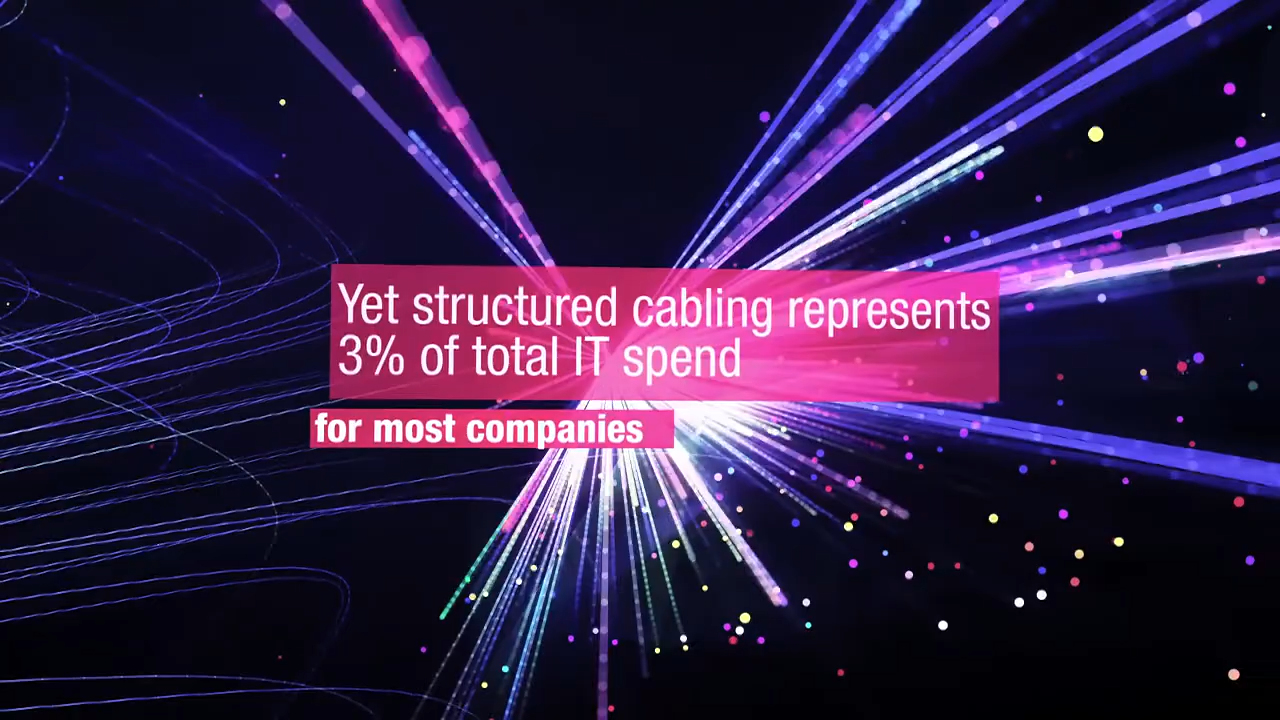 Yet structured cabling represents
3% of total IT spend
for most companies